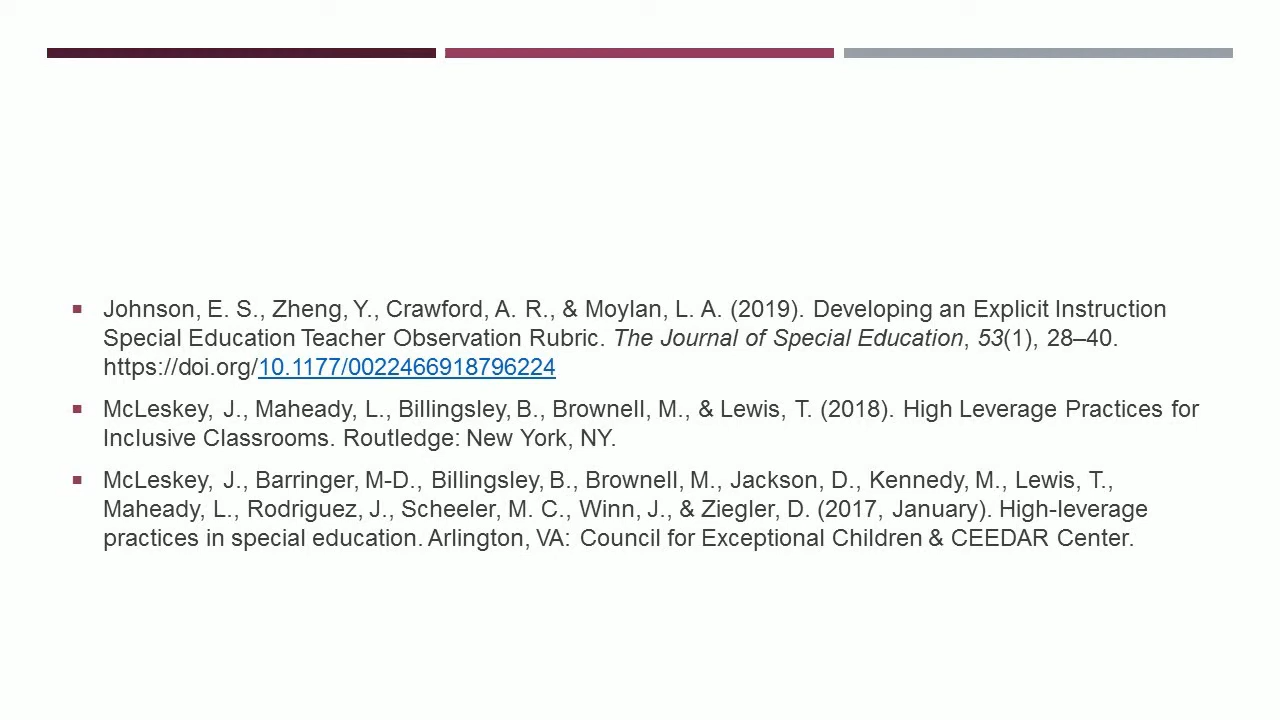 Johnson, E. S., Zheng, Y., Crawford, A. R., & Moylan, L. A. (2019). Developing an Explicit Instruction
Special Education Teacher Observation Rubric. The Journal of Special Education, 53(1), 28–40.
https://doi.org/10.1177/0022466918796224
McLeskey, J., Maheady, L., Billingsley, B., Brownell, M., & Lewis, T. (2018). High Leverage Practices for
Inclusive Classrooms. Routledge: New York, NY.
McLeskey, J., Barringer, M-D., Billingsley, B., Brownell, M., Jackson, D., Kennedy, M., Lewis, T.,
Maheady, L., Rodriguez, J., Scheeler, M. C., Winn, J., & Ziegler, D. (2017, January). High-leverage
practices in special education. Arlington, VA: Council for Exceptional Children & CEEDAR Center.